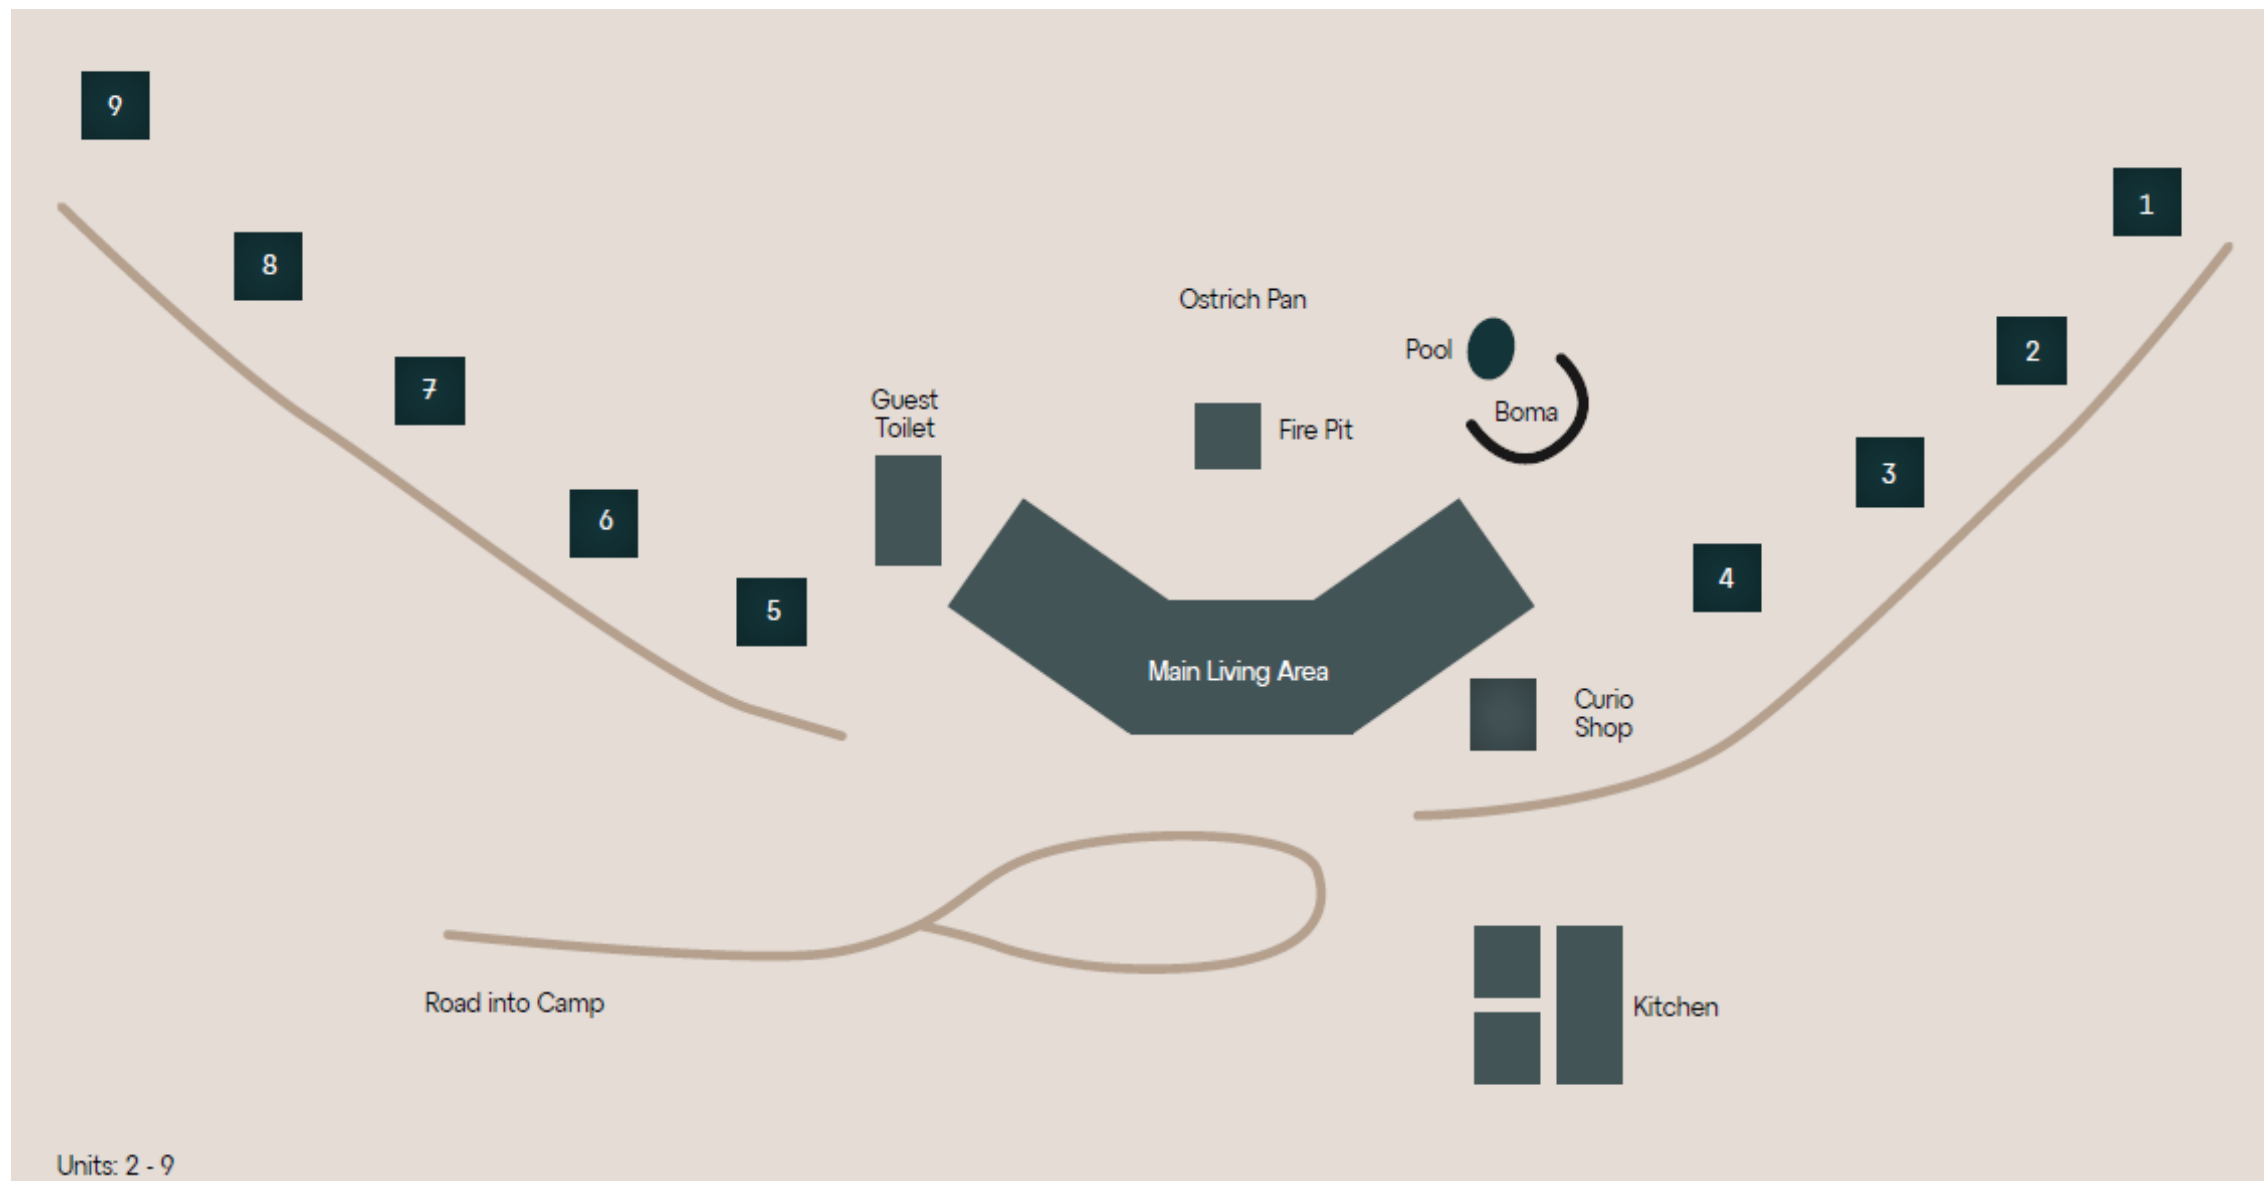 9
1
8
Ostrich Pan
2
Pool
7
Guest
Toilet
Boma
Fire Pit
3
6
4
5
Main Living Area
Curio
Shop
Road into Camp
Kitchen
Units: 2 - 9